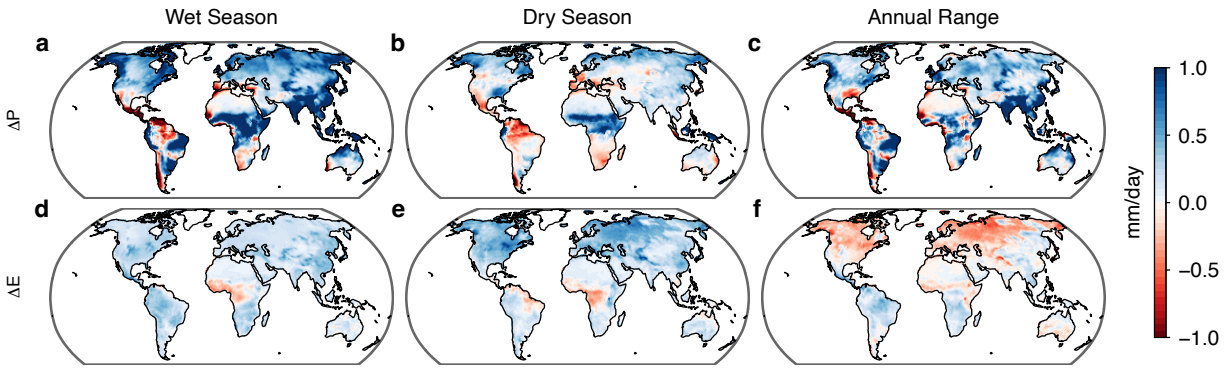 Wet Season
Dry Season
Annual Range
a
b
c
ΔP
d
e
f
ΔE
1.0
0.5
0.0
−0.5
−1.0
mm/day